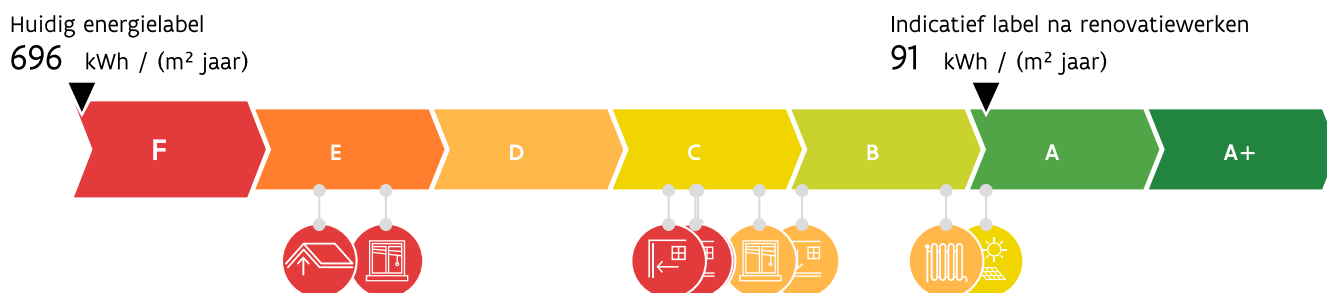 Huidig energielabel
696 kWh / (m² jaar)
Indicatief label na renovatiewerken
91 kWh / (m² jaar)
F E D C B A A+